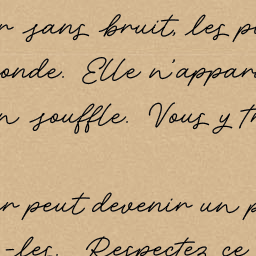 r sans bruit, les p
onde. Elle n'appar
n souffle. Vous y tr
r peut devenir un p
-les. Respectez ce